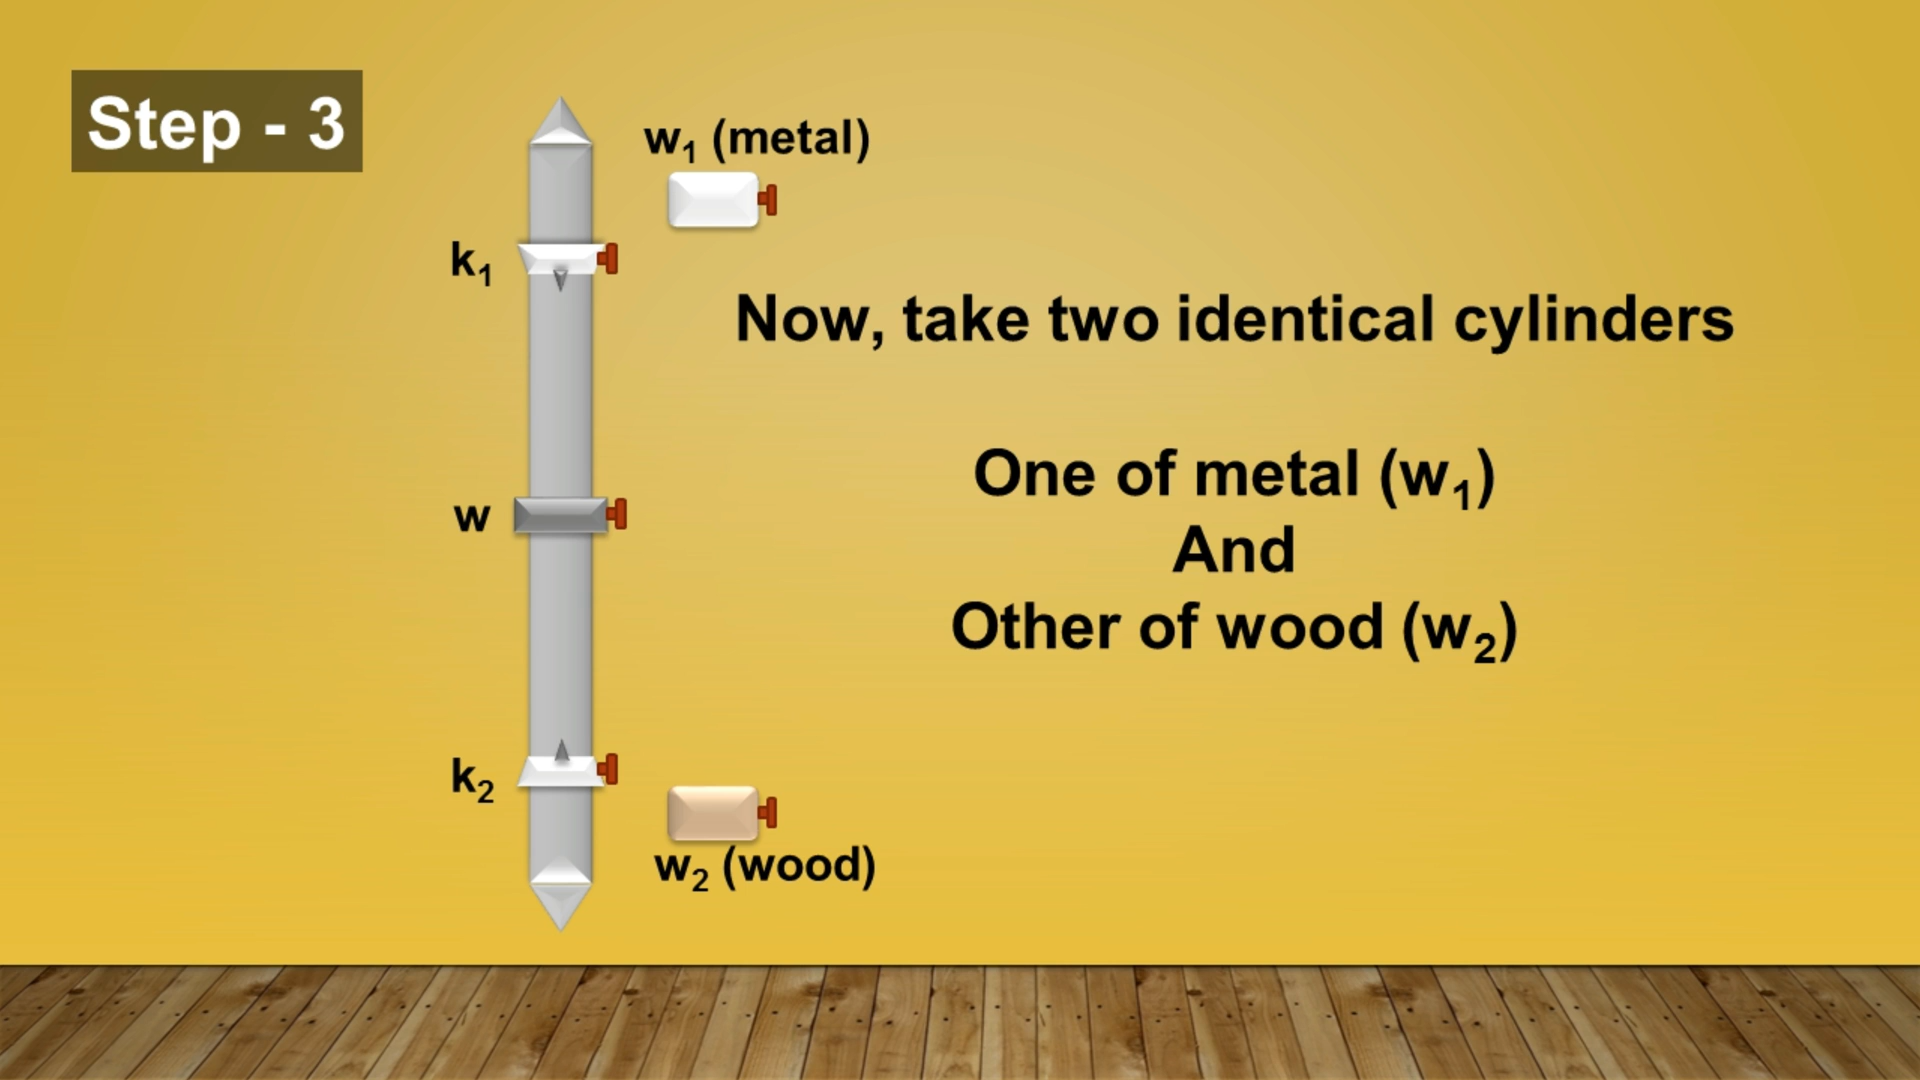 Step - 3
w₁ (metal)
k₁
Now, take two identical cylinders
One of metal (w₁)
And
w
Other of wood (w₂)
k₂
w₂ (wood)